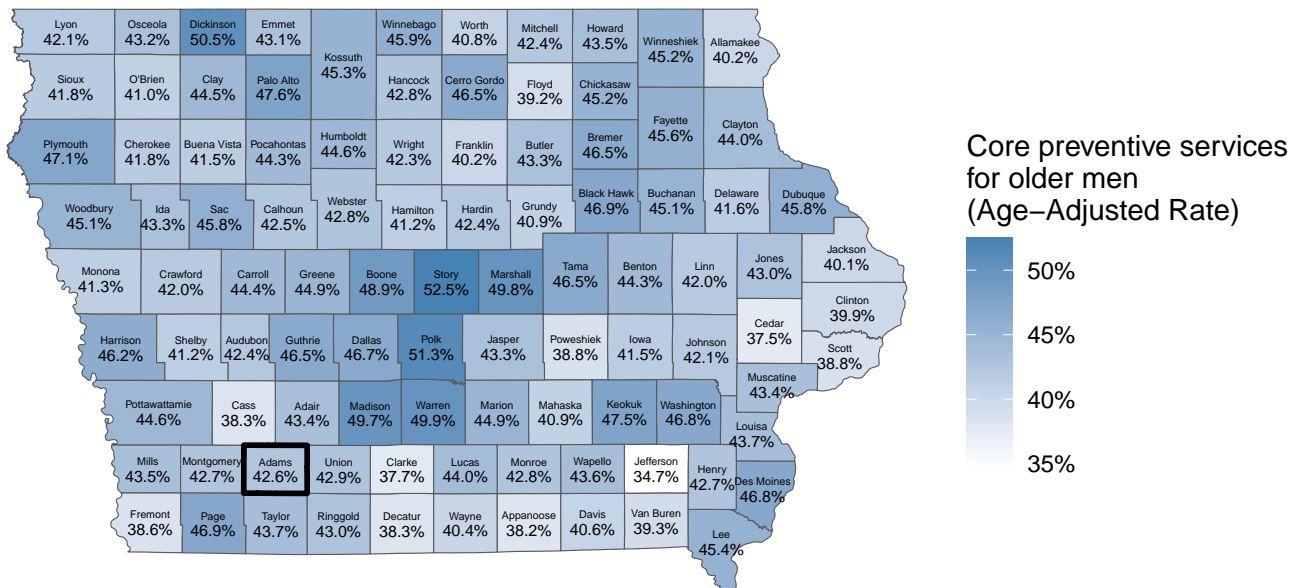 Lyon
42.1%
Osceola
43.2%
Dickinson
50.5%
Emmet
43.1%
Kossuth
45.3%
Winnebago
45.9%
Worth
40.8%
Mitchell
42.4%
Howard
43.5%
Winneshiek
45.2%
Allamakee
40.2%
Sioux
41.8%
O'Brien
41.0%
Clay
44.5%
Palo Alto
47.6%
Hancock
42.8%
Cerro Gordo
46.5%
Floyd
39.2%
Chickasaw
45.2%
Fayette
45.6%
Clayton
44.0%
Plymouth
47.1%
Cherokee
41.8%
Buena Vista
41.5%
Pocahontas
44.3%
Humboldt
44.6%
Wright
42.3%
Franklin
40.2%
Butler
43.3%
Bremer
46.5%
Woodbury
45.1%
Ida
43.3%
Sac
45.8%
Calhoun
42.5%
Webster
42.8%
Hamilton
41.2%
Hardin
42.4%
Grundy
40.9%
Black Hawk
46.9%
Buchanan
45.1%
Delaware
41.6%
Dubuque
45.8%
Monona
41.3%
Crawford
42.0%
Carroll
44.4%
Greene
44.9%
Boone
48.9%
Story
52.5%
Marshall
49.8%
Tama
46.5%
Benton
44.3%
Linn
42.0%
Jones
43.0%
Jackson
40.1%
Clinton
39.9%
Harrison
46.2%
Shelby
41.2%
Audubon
42.4%
Guthrie
46.5%
Dallas
46.7%
Polk
51.3%
Jasper
43.3%
Poweshiek
38.8%
Iowa
41.5%
Johnson
42.1%
Cedar
37.5%
Scott
38.8%
Muscatine
43.4%
Pottawattamie
44.6%
Cass
38.3%
Adair
43.4%
Madison
49.7%
Warren
49.9%
Marion
44.9%
Mahaska
40.9%
Keokuk
47.5%
Washington
46.8%
Louisa
43.7%
Mills
43.5%
Montgomery
42.7%
Adams
42.6%
Union
42.9%
Clarke
37.7%
Lucas
44.0%
Monroe
42.8%
Wapello
43.6%
Jefferson
34.7%
Henry
42.7%
Des Moines
46.8%
Fremont
38.6%
Page
46.9%
Taylor
43.7%
Ringgold
43.0%
Decatur
38.3%
Wayne
40.4%
Appanoose
38.2%
Davis
40.6%
Van Buren
39.3%
Lee
45.4%
Core preventive services
for older men
(Age−Adjusted Rate)
50%
45%
40%
35%